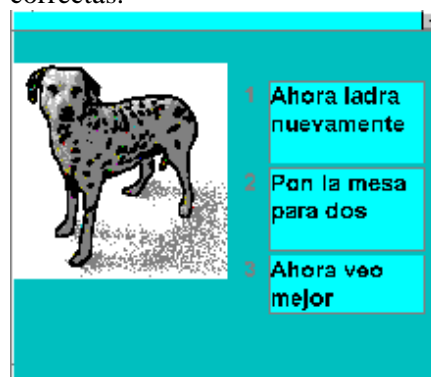 correctas.
1 Ahora ladra
nuevamente
2 Pon la mesa
para dos
3 Ahora veo
mejor